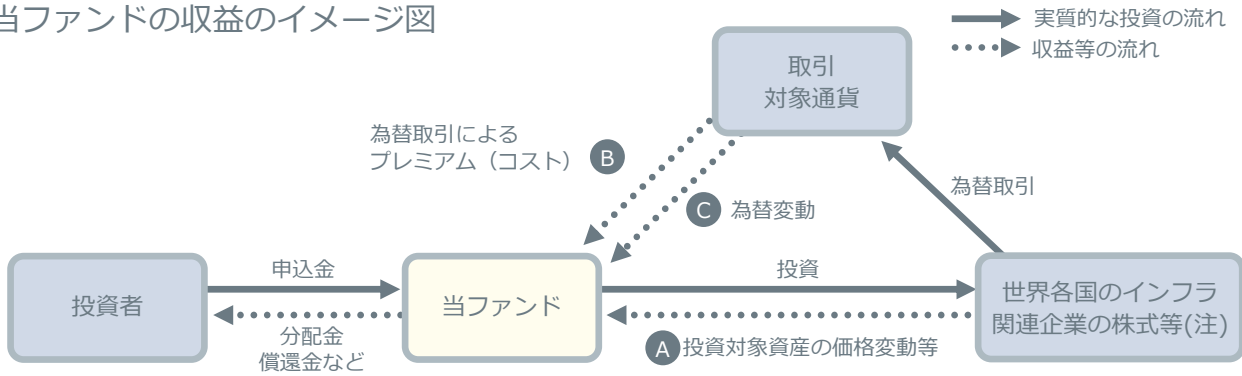 当ファンドの収益のイメージ図
実質的な投資の流れ
収益等の流れ
取引
対象通貨
為替取引による
プレミアム（コスト）
B
C
為替変動
為替取引
投資者
申込金
分配金
償還金など
当ファンド
投資
A
投資対象資産の価格変動等
世界各国のインフラ
関連企業の株式等(注)